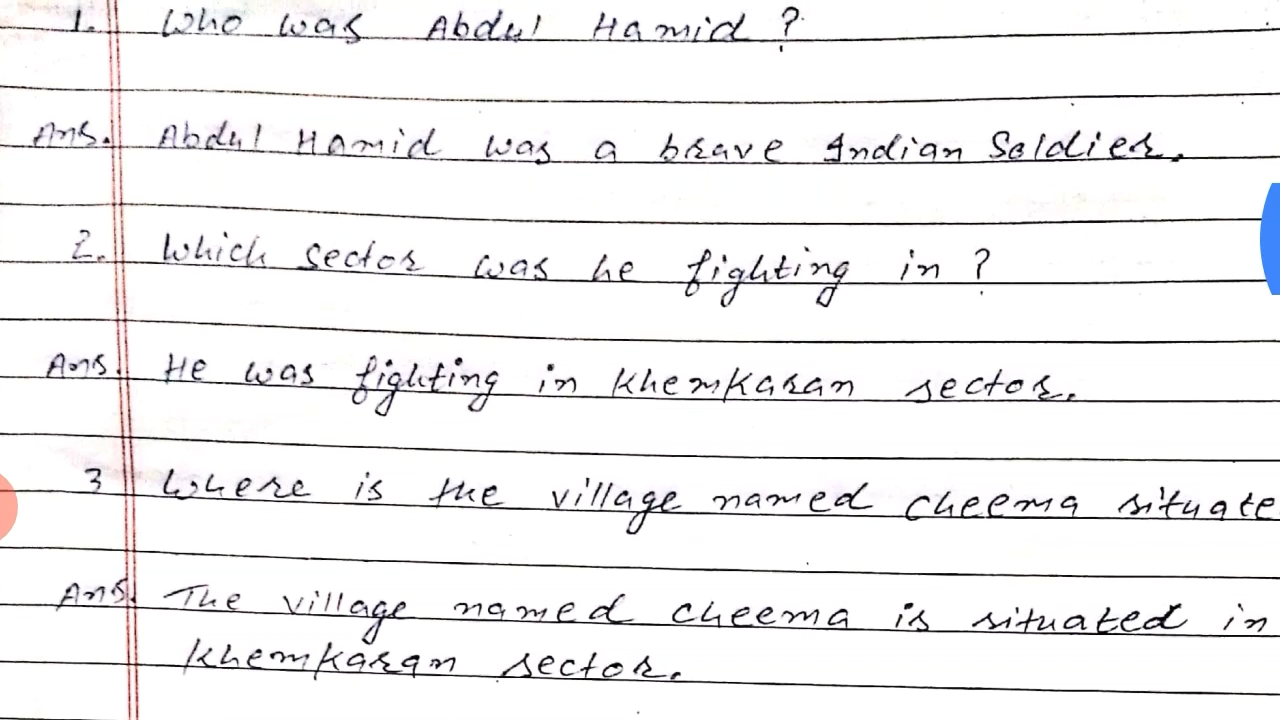 1. Who was Abdul Hamid ?
Ans. Abdul Hamid was a brave Indian Soldier.
2. Which sector was he fighting in ?
Ans. He was fighting in Khemkaran sector.
3 Where is the village named cheema situate
Ans. The village named cheema is situated in
Khemkaran sector.